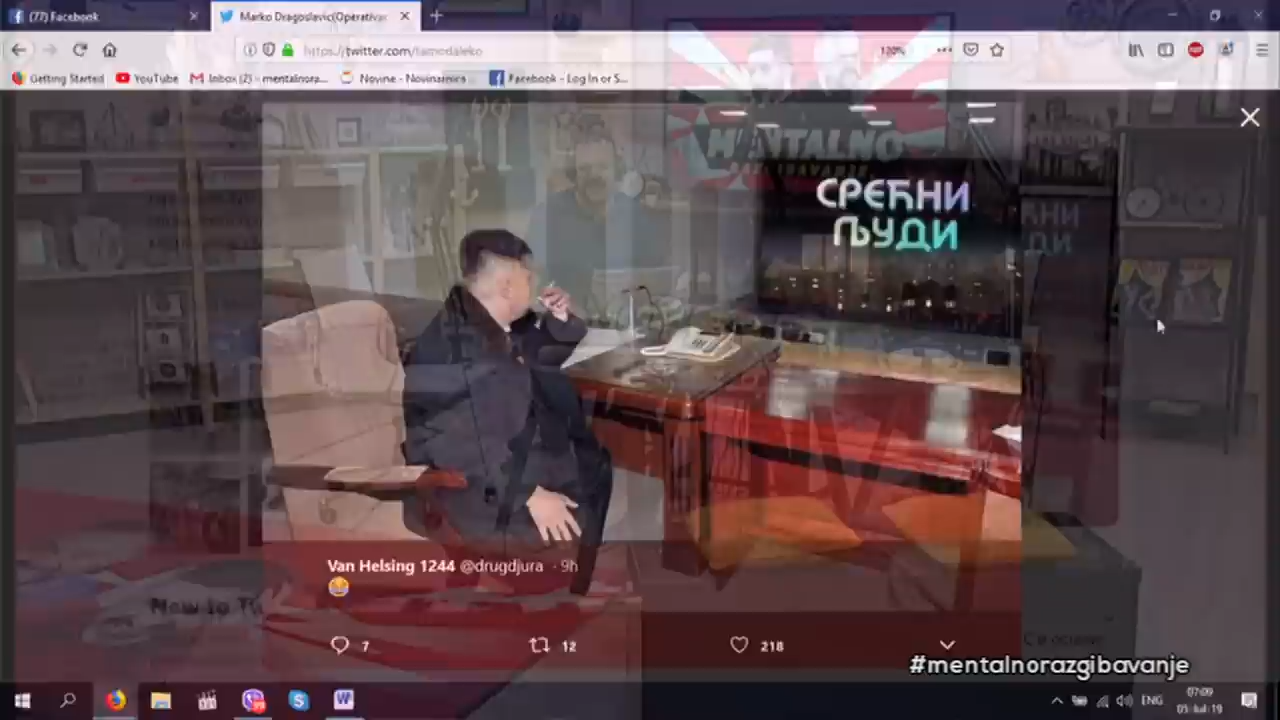 (77) Facebook
Marko Dragoslavic(Operativac
https://twitter.com/tamodaleko
120%
Getting Started
YouTube
Inbox (2) - mentalnora...
Novine - Novinarnica
Facebook - Log In or S...
MENTALNO
RAZGIBAVANJE
СРЕЋНИ
ЉУДИ
Van Helsing 1244 @drugdjura · 9h
7
12
218
#mentalnorazgibavanje
ENG
07:09
05-Jul-19